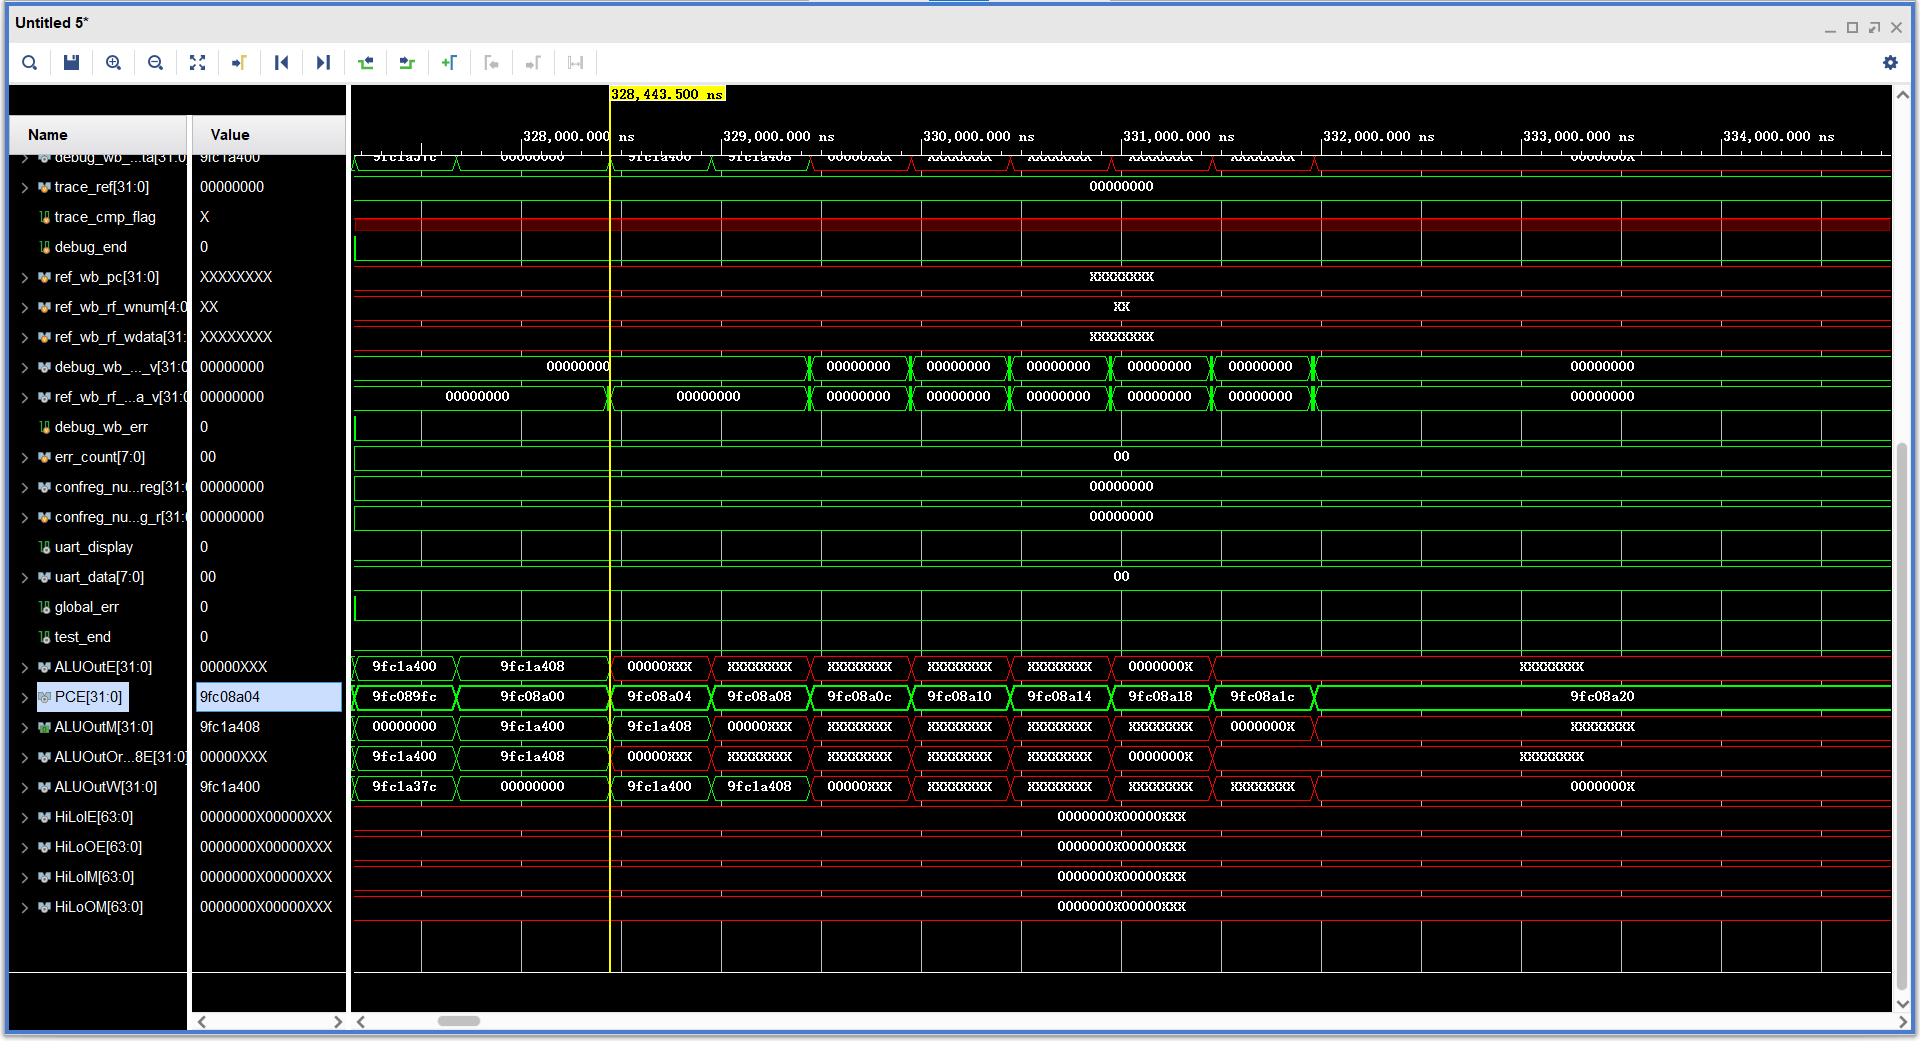 Untitled 5*
328,443.500 ns
Name Value
328,000.000 ns 329,000.000 ns 330,000.000 ns 331,000.000 ns 332,000.000 ns 333,000.000 ns 334,000.000 ns
debug_wb_...ta[31:0] 9fc1a400 9fc1a37c 00000000 9fc1a400 9fc1a408 00000XXX XXXXXXXX XXXXXXXX XXXXXXXX XXXXXXXX 0000000X
trace_ref[31:0] 00000000 00000000
trace_cmp_flag X
debug_end 0
ref_wb_pc[31:0] XXXXXXXX XXXXXXXX
ref_wb_rf_wnum[4:0 XX XX
ref_wb_rf_wdata[31: XXXXXXXX XXXXXXXX
debug_wb_..._v[31:0 00000000 00000000 00000000 00000000 00000000 00000000 00000000 00000000
ref_wb_rf_...a_v[31:0 00000000 00000000 00000000 00000000 00000000 00000000 00000000 00000000 00000000
debug_wb_err 0
err_count[7:0] 00 00
confreg_nu...reg[31:0 00000000 00000000
confreg_nu...g_r[31:0 00000000 00000000
uart_display 0
uart_data[7:0] 00 00
global_err 0
test_end 0
ALUOutE[31:0] 00000XXX 9fc1a400 9fc1a408 00000XXX XXXXXXXX XXXXXXXX XXXXXXXX XXXXXXXX 0000000X XXXXXXXX
PCE[31:0] 9fc08a04 9fc089fc 9fc08a00 9fc08a04 9fc08a08 9fc08a0c 9fc08a10 9fc08a14 9fc08a18 9fc08a1c 9fc08a20
ALUOutM[31:0] 9fc1a408 00000000 9fc1a400 9fc1a408 00000XXX XXXXXXXX XXXXXXXX XXXXXXXX XXXXXXXX 0000000X XXXXXXXX
ALUOutOr...8E[31:0] 00000XXX 9fc1a400 9fc1a408 00000XXX XXXXXXXX XXXXXXXX XXXXXXXX XXXXXXXX 0000000X XXXXXXXX
ALUOutW[31:0] 9fc1a400 9fc1a37c 00000000 9fc1a400 9fc1a408 00000XXX XXXXXXXX XXXXXXXX XXXXXXXX XXXXXXXX 0000000X
HiLoIE[63:0] 0000000X00000XXX 0000000X00000XXX
HiLoOE[63:0] 0000000X00000XXX 0000000X00000XXX
HiLoIM[63:0] 0000000X00000XXX 0000000X00000XXX
HiLoOM[63:0] 0000000X00000XXX 0000000X00000XXX